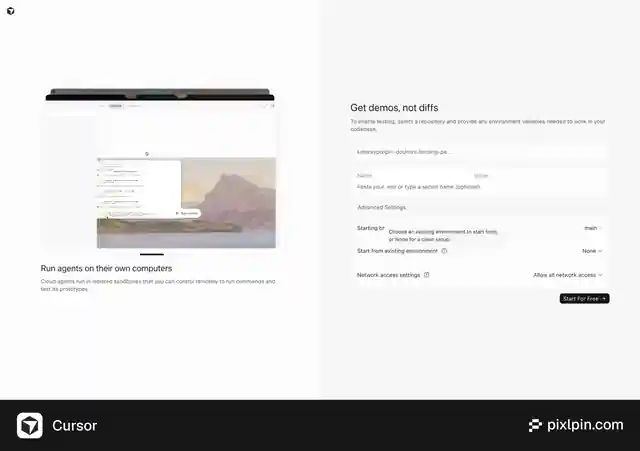 Run agents on their own computers
Cloud agents run in isolated sandboxes that you can control remotely to run commands and
test its prototypes.
Get demos, not diffs
To enable testing, select a repository and provide any environment variables needed to work in your
codebase.
Name
Value
Paste your .env or type a secret name (optional)
Advanced Settings
Starting br
main
Choose an existing environment to start from,
or None for a clean setup.
Start from existing environment
None
Network access settings
Allow all network access
Start For Free →
Cursor
pixlpin.com